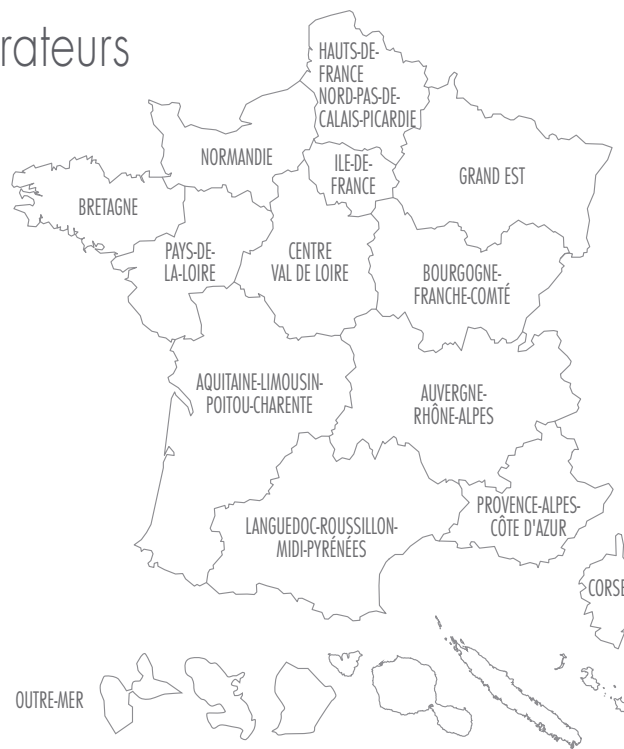 rateurs
HAUTS-DE-
FRANCE
NORD-PAS-DE-
CALAIS-PICARDIE
NORMANDIE
ILE-DE-
FRANCE
GRAND EST
BRETAGNE
PAYS-DE-
LA-LOIRE
CENTRE
VAL DE LOIRE
BOURGOGNE-
FRANCHE-COMTÉ
AQUITAINE-LIMOUSIN-
POITOU-CHARENTE
AUVERGNE-
RHÔNE-ALPES
LANGUEDOC-ROUSSILLON-
MIDI-PYRÉNÉES
PROVENCE-ALPES-
CÔTE D'AZUR
CORSE
OUTRE-MER